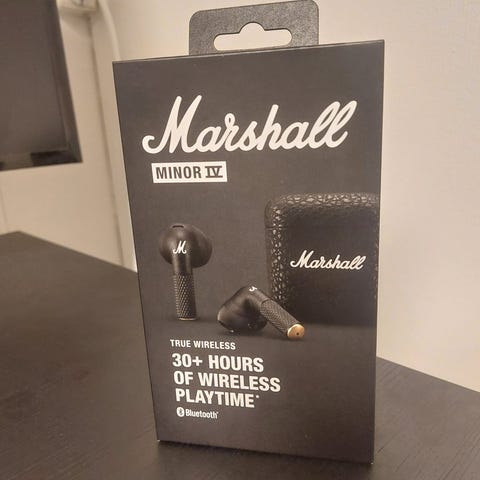 Marshall
MINOR IV
M
Marshall
TRUE WIRELESS
30+ HOURS
OF WIRELESS
PLAYTIME*
Bluetooth®